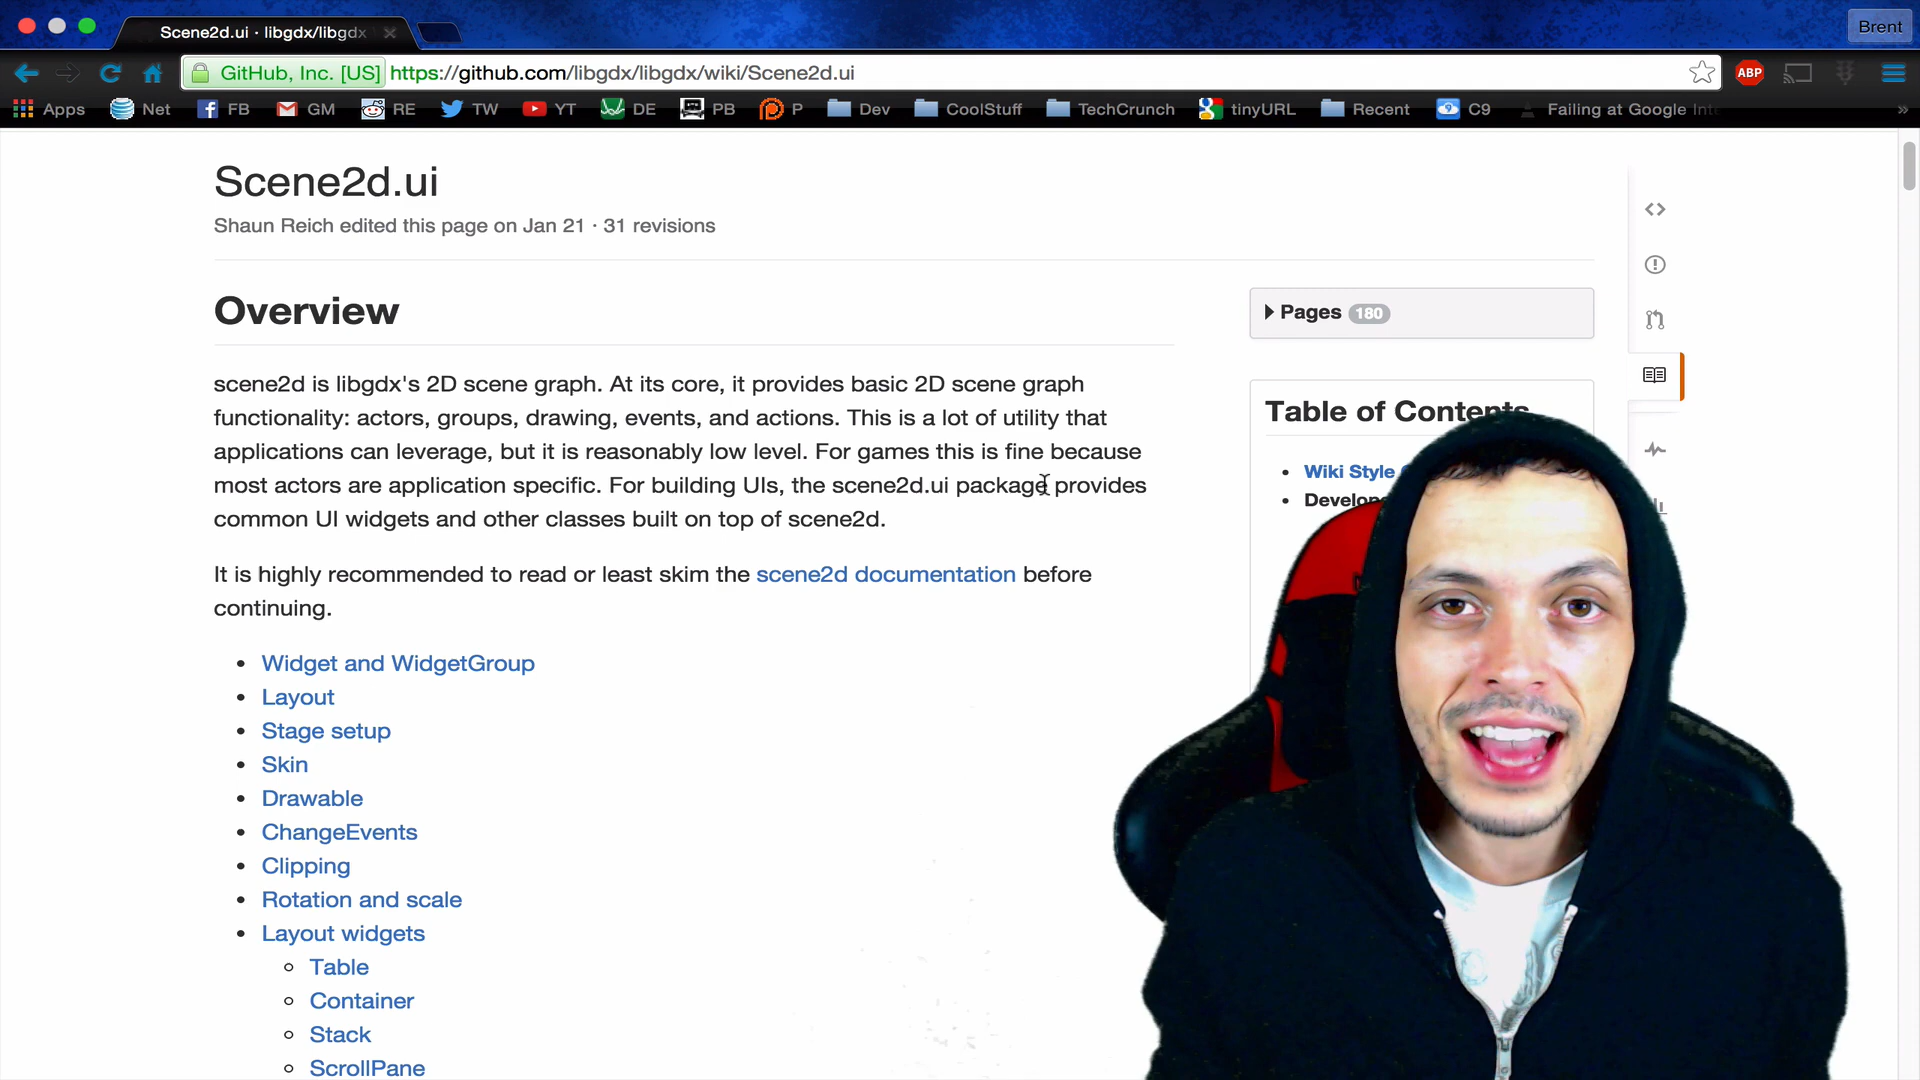 Scene2d.ui · libgdx/libgdx
Brent
GitHub, Inc. [US] https://github.com/libgdx/libgdx/wiki/Scene2d.ui
ABP
Apps Net FB GM RE TW YT DE PB P Dev CoolStuff TechCrunch tinyURL Recent C9 Failing at Google
Scene2d.ui
Shaun Reich edited this page on Jan 21 · 31 revisions
Overview
Pages 180
scene2d is libgdx's 2D scene graph. At its core, it provides basic 2D scene graph
functionality: actors, groups, drawing, events, and actions. This is a lot of utility that
applications can leverage, but it is reasonably low level. For games this is fine because
most actors are application specific. For building UIs, the scene2d.ui package provides
common UI widgets and other classes built on top of scene2d.
It is highly recommended to read or least skim the scene2d documentation before
continuing.
• Widget and WidgetGroup
• Layout
• Stage setup
• Skin
• Drawable
• ChangeEvents
• Clipping
• Rotation and scale
• Layout widgets
○ Table
○ Container
○ Stack
○ ScrollPane
Table of Contents
• Wiki Style
• Develop